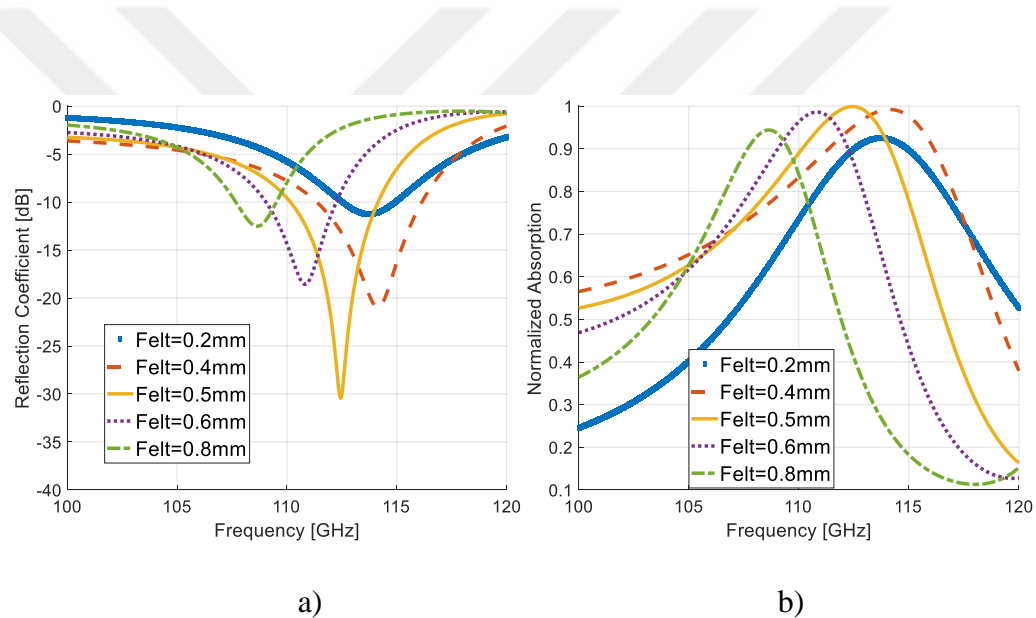 0
-5
-10
-15
-20
-25
-30
-35
-40
Reflection Coefficient [dB]
Felt=0.2mm
Felt=0.4mm
Felt=0.5mm
Felt=0.6mm
Felt=0.8mm
100 105 110 115 120
Frequency [GHz]
a)
1
0.9
0.8
0.7
0.6
0.5
0.4
0.3
0.2
0.1
Normalized Absorption
Felt=0.2mm
Felt=0.4mm
Felt=0.5mm
Felt=0.6mm
Felt=0.8mm
100 105 110 115 120
Frequency [GHz]
b)